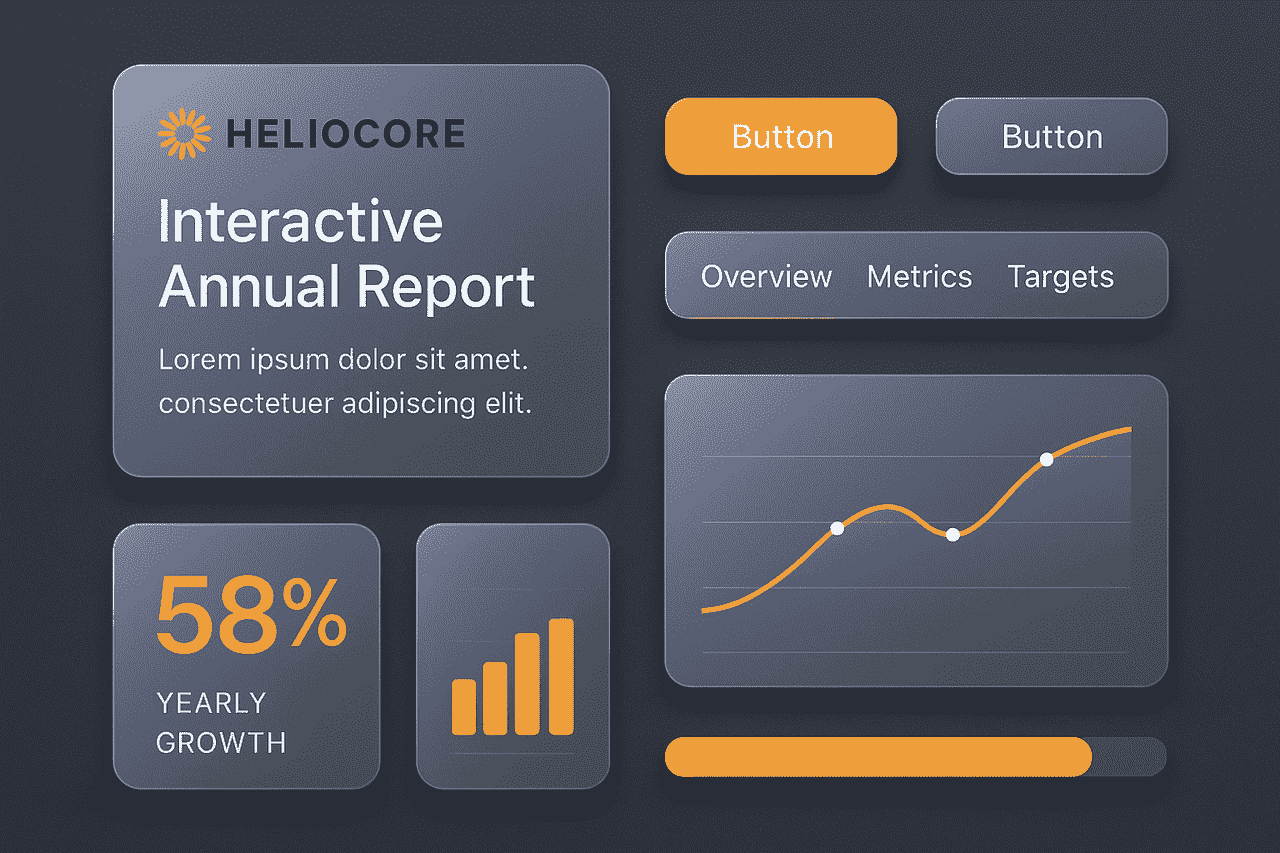 HELIOCORE
Interactive
Annual Report
Lorem ipsum dolor sit amet.
consectetuer adipiscing elit.
58%
YEARLY
GROWTH
Button
Button
Overview Metrics Targets